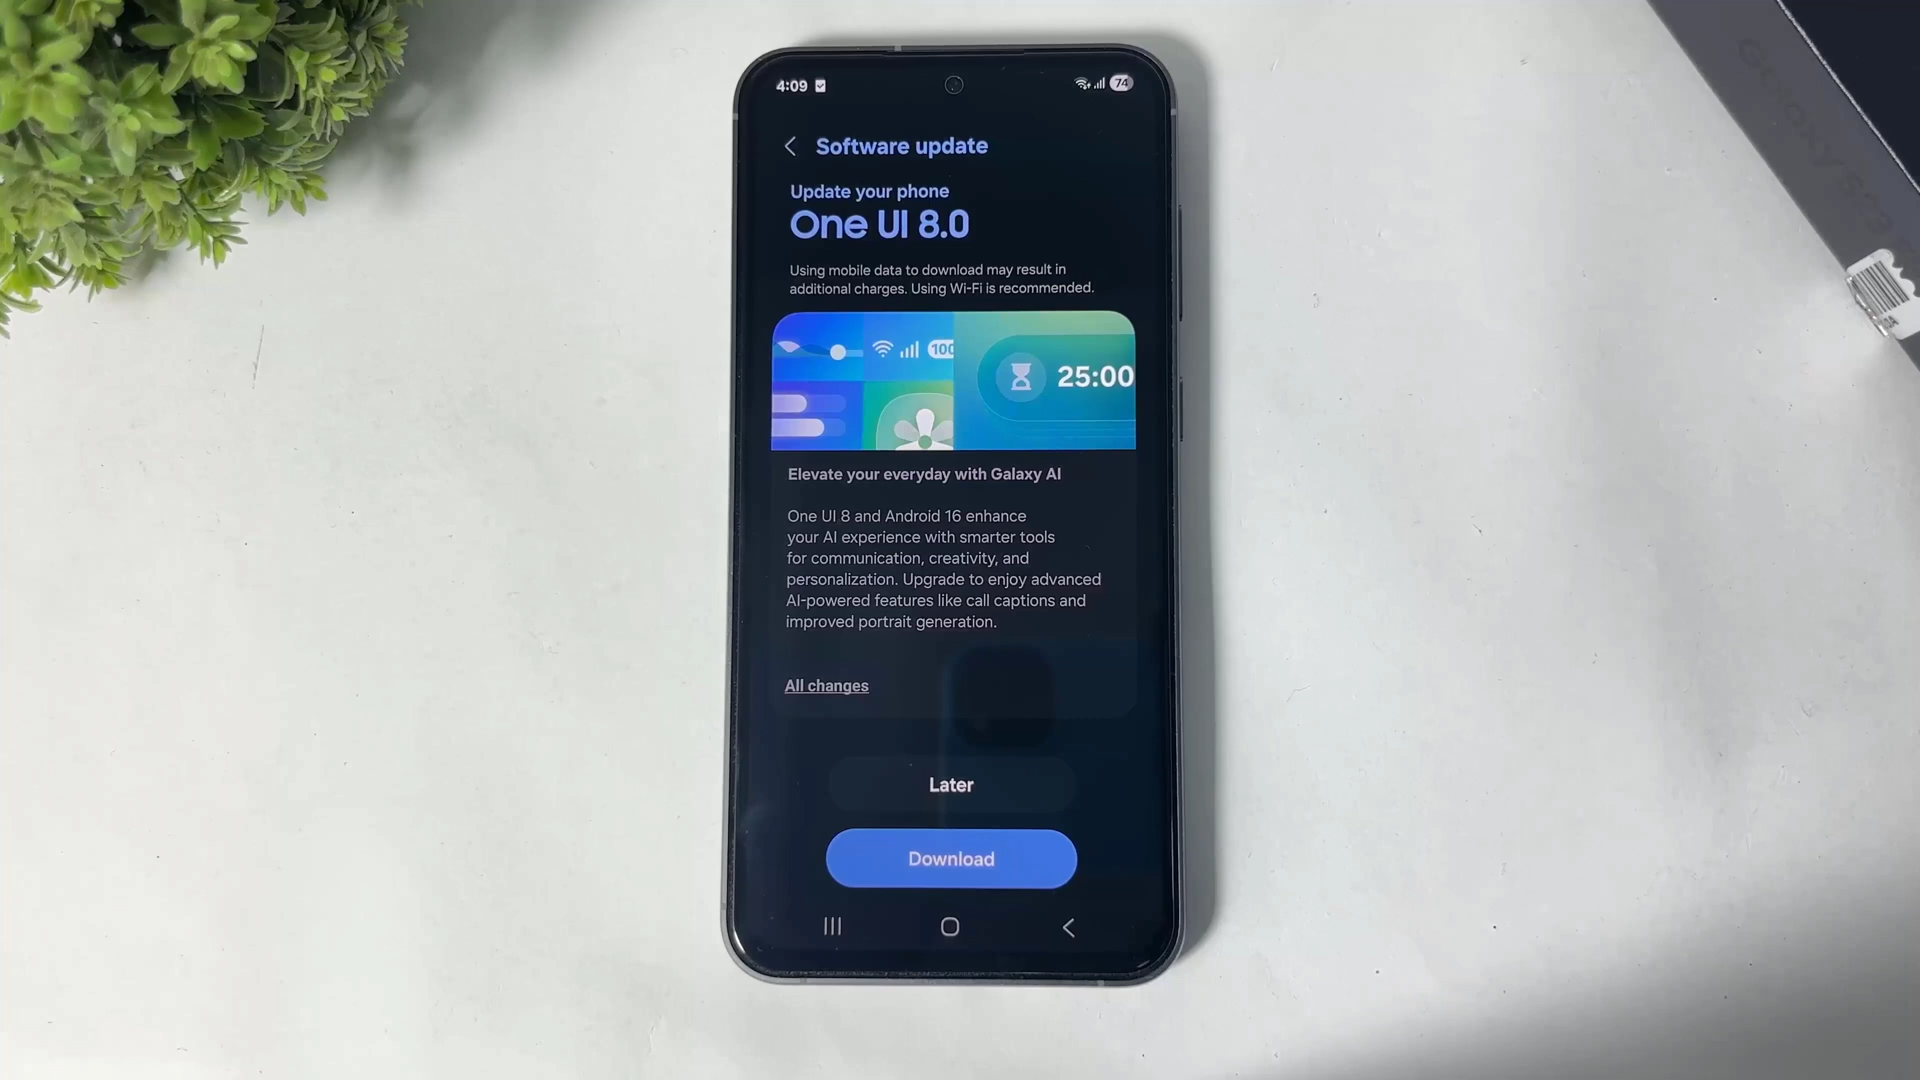 4:09
74
Software update
Update your phone
One UI 8.0
Using mobile data to download may result in
additional charges. Using Wi-Fi is recommended.
100
25:00
Elevate your everyday with Galaxy AI
One UI 8 and Android 16 enhance
your AI experience with smarter tools
for communication, creativity, and
personalization. Upgrade to enjoy advanced
AI-powered features like call captions and
improved portrait generation.
All changes
Later
Download
Galaxy S23